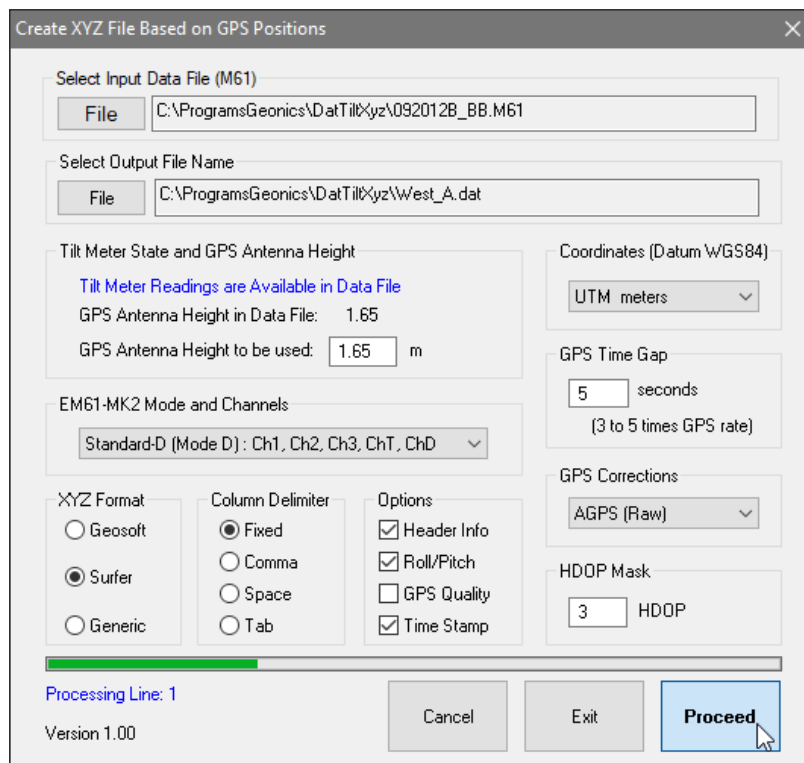 Create XYZ File Based on GPS Positions
Select Input Data File (M61)
File C:\ProgramsGeonics\DatTiltXyz\092012B_BB.M61
Select Output File Name
File C:\ProgramsGeonics\DatTiltXyz\West_A.dat
Tilt Meter State and GPS Antenna Height
Tilt Meter Readings are Available in Data File
GPS Antenna Height in Data File: 1.65
GPS Antenna Height to be used: 1.65 m
Coordinates (Datum WGS84)
UTM meters
GPS Time Gap
5 seconds
(3 to 5 times GPS rate)
EM61-MK2 Mode and Channels
Standard-D (Mode D) : Ch1, Ch2, Ch3, ChT, ChD
GPS Corrections
AGPS (Raw)
XYZ Format
Geosoft
Surfer
Generic
Column Delimiter
Fixed
Comma
Space
Tab
Options
Header Info
Roll/Pitch
GPS Quality
Time Stamp
HDOP Mask
3 HDOP
Processing Line: 1
Version 1.00
Cancel
Exit
Proceed